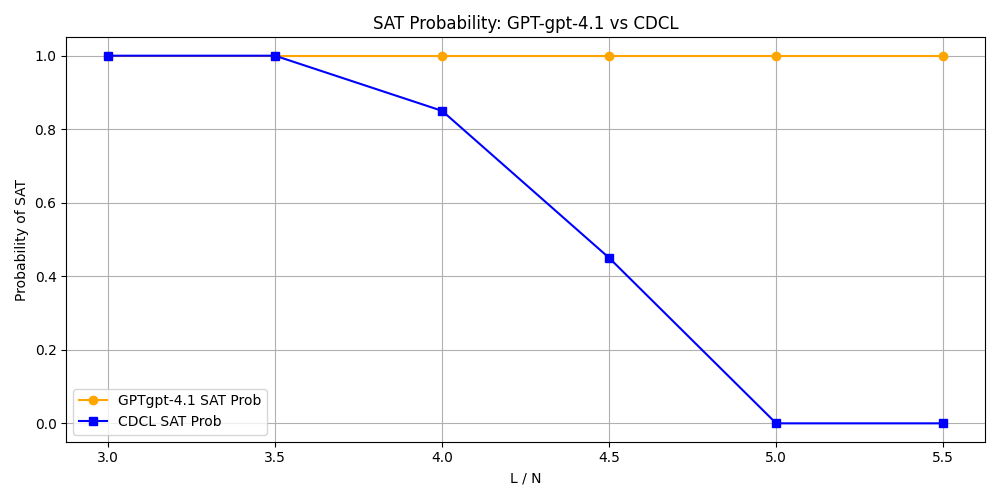 SAT Probability: GPT-gpt-4.1 vs CDCL
Probability of SAT
1.0
0.8
0.6
0.4
0.2
0.0
GPTgpt-4.1 SAT Prob
CDCL SAT Prob
3.0 3.5 4.0 4.5 5.0 5.5
L / N